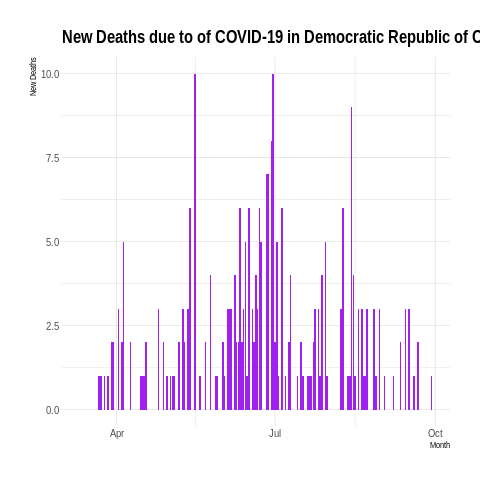 New Deaths due to of COVID-19 in Democratic Republic of C
New Deaths
10.0
7.5
5.0
2.5
0.0
Apr
Jul
Oct
Month